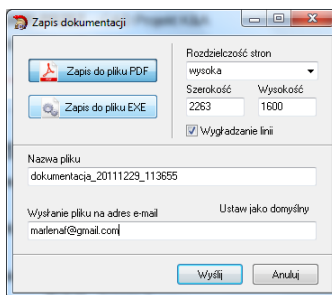 Zapis dokumentacji
Zapis do pliku PDF
Zapis do pliku EXE
Rozdzielczość stron
wysoka
Szerokość Wysokość
2263 1600
Wygładzanie linii
Nazwa pliku
dokumentacja_20111229_113655
Wysłanie pliku na adres e-mail Ustaw jako domyślny
marlenaf@gmail.com
Wyślij Anuluj